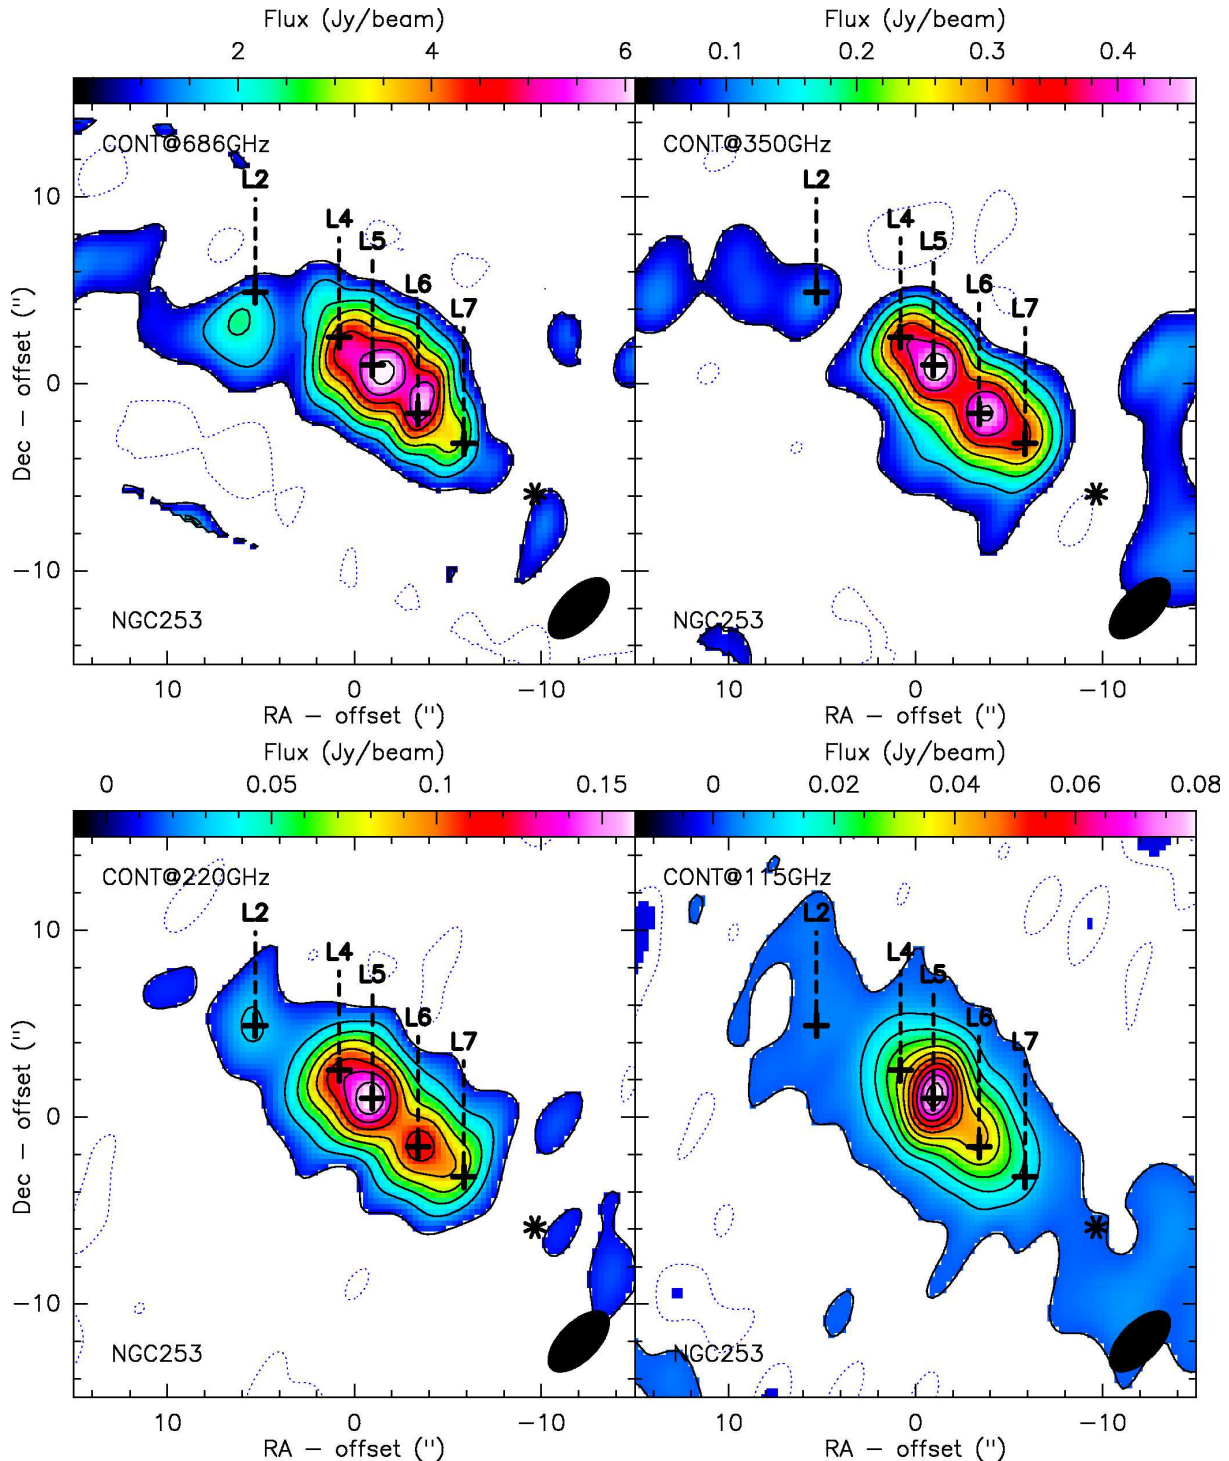 Flux (Jy/beam)
2 4 6
CONT@686GHz
L2
L4
L5
L6
L7
10
0
−10
Dec − offset ('')
NGC253
10 0 −10
RA − offset ('')
Flux (Jy/beam)
0.1 0.2 0.3 0.4
CONT@350GHz
L2
L4
L5
L6
L7
NGC253
10 0 −10
RA − offset ('')
Flux (Jy/beam)
0 0.05 0.1 0.15
CONT@220GHz
L2
L4
L5
L6
L7
10
0
−10
Dec − offset ('')
NGC253
10 0 −10
RA − offset ('')
Flux (Jy/beam)
0 0.02 0.04 0.06 0.08
CONT@115GHz
L2
L4
L5
L6
L7
NGC253
10 0 −10
RA − offset ('')